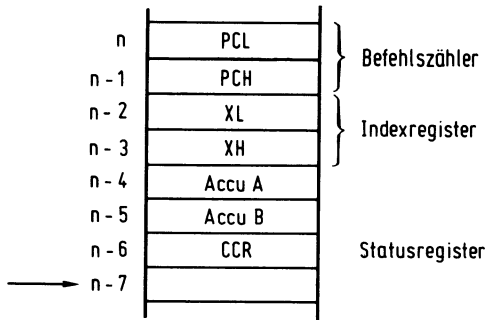 n PCL
Befehlszähler
n-1 PCH
n-2 XL
Indexregister
n-3 XH
n-4 Accu A
n-5 Accu B
n-6 CCR Statusregister
n-7